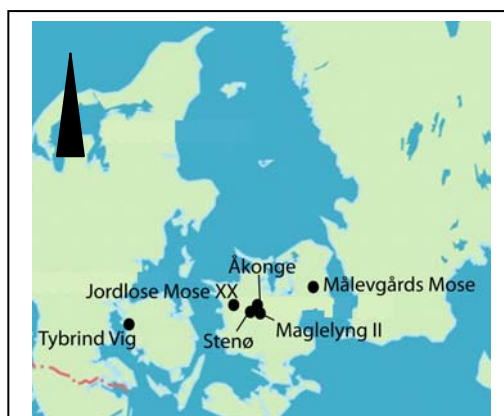 Åkonge
Jordløse Mose XX
Målevgårds Mose
Stenø
Maglelyng II
Tybrind Vig